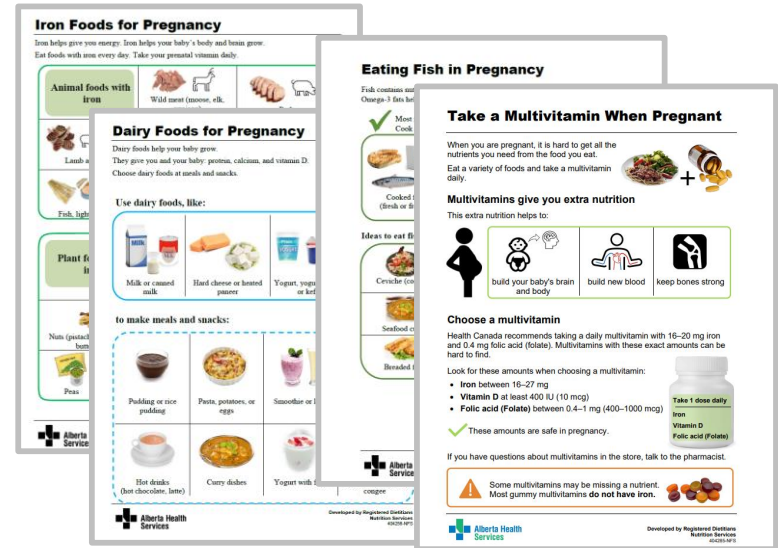 Iron Foods for Pregnancy
Iron helps give you energy. Iron helps your baby's body and brain grow.
Eat foods with iron every day. Take your prenatal vitamin daily.
Animal foods with
iron
Wild meat (moose, elk,
Lamb
Fish,
Plant
Nuts
Peas
Alberta
Service
Dairy Foods for Pregnancy
Dairy foods help your baby grow.
They give you and your baby: protein, calcium, and vitamin D.
Choose dairy foods at meals and snacks.
Use dairy foods, like:
Milk or canned
milk
Hard cheese or heated
paneer
Yogurt,
to make meals and snacks:
Pudding or rice
pudding
Pasta, potatoes, or
eggs
Smoothie or
Hot drinks
(hot chocolate, latte)
Curry dishes
Yogurt with
congee
Alberta Health
Services
Developed by Registered Dietitians
Nutrition Services
Eating Fish in Pregnancy
Fish contains
Omega-3 fats
Most
Cook
Cooked
(fresh or
Ideas to eat
Ceviche
Seafood
Breaded
Alberta
Service
Take a Multivitamin When Pregnant
When you are pregnant, it is hard to get all the
nutrients you need from the food you eat.
Eat a variety of foods and take a multivitamin
daily.
+
Multivitamins give you extra nutrition
This extra nutrition helps to:
build your baby's brain
and body
build new blood
keep bones strong
Choose a multivitamin
Health Canada recommends taking a daily multivitamin with 16–20 mg iron
and 0.4 mg folic acid (folate). Multivitamins with these exact amounts can be
hard to find.
Look for these amounts when choosing a multivitamin:
• Iron between 16–27 mg
• Vitamin D at least 400 IU (10 mcg)
• Folic acid (Folate) between 0.4–1 mg (400–1000 mcg)
These amounts are safe in pregnancy.
Take 1 dose daily
Iron
Vitamin D
Folic acid (Folate)
If you have questions about multivitamins in the store, talk to the pharmacist.
Some multivitamins may be missing a nutrient.
Most gummy multivitamins do not have iron.
Alberta Health
Services
Developed by Registered Dietitians
Nutrition Services
404285-NFS